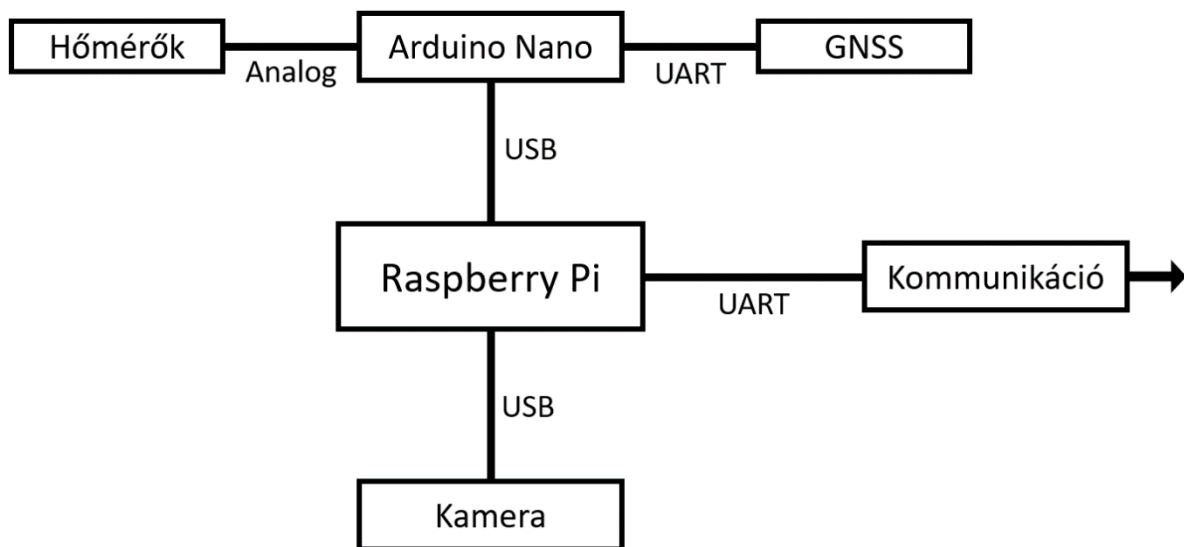 Hőmérők
Analog
Arduino Nano
UART
GNSS
USB
Raspberry Pi
UART
Kommunikáció
USB
Kamera